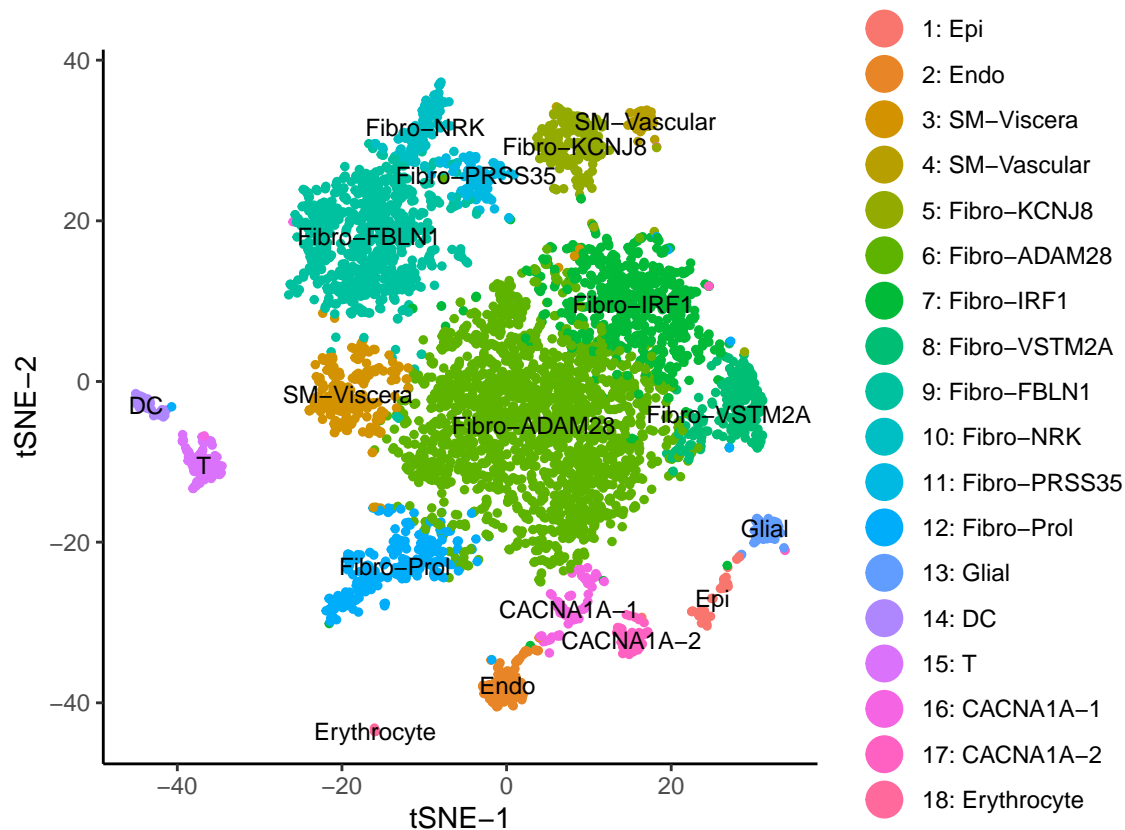 40
20
0
−20
−40
tSNE−2
−40
−20
0
20
tSNE−1
Fibro−NRK
SM−Vascular
Fibro−KCNJ8
Fibro−PRSS35
Fibro−FBLN1
Fibro−IRF1
SM−Viscera
DC
Fibro−VSTM2A
Fibro−ADAM28
T
Glial
Fibro−Prol
Epi
CACNA1A−1
CACNA1A−2
Endo
Erythrocyte
1: Epi
2: Endo
3: SM−Viscera
4: SM−Vascular
5: Fibro−KCNJ8
6: Fibro−ADAM28
7: Fibro−IRF1
8: Fibro−VSTM2A
9: Fibro−FBLN1
10: Fibro−NRK
11: Fibro−PRSS35
12: Fibro−Prol
13: Glial
14: DC
15: T
16: CACNA1A−1
17: CACNA1A−2
18: Erythrocyte